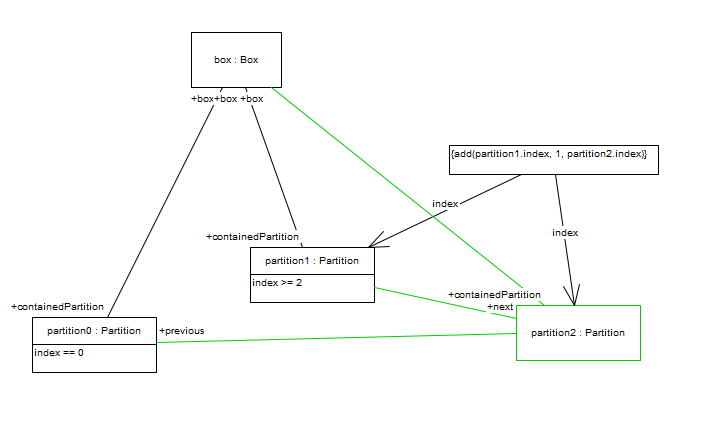 box : Box
+box+box +box
{add(partition1.index, 1, partition2.index)}
index
index
+containedPartition
partition1 : Partition
index >= 2
+containedPartition
+next
+containedPartition
partition0 : Partition
+previous
index == 0
partition2 : Partition